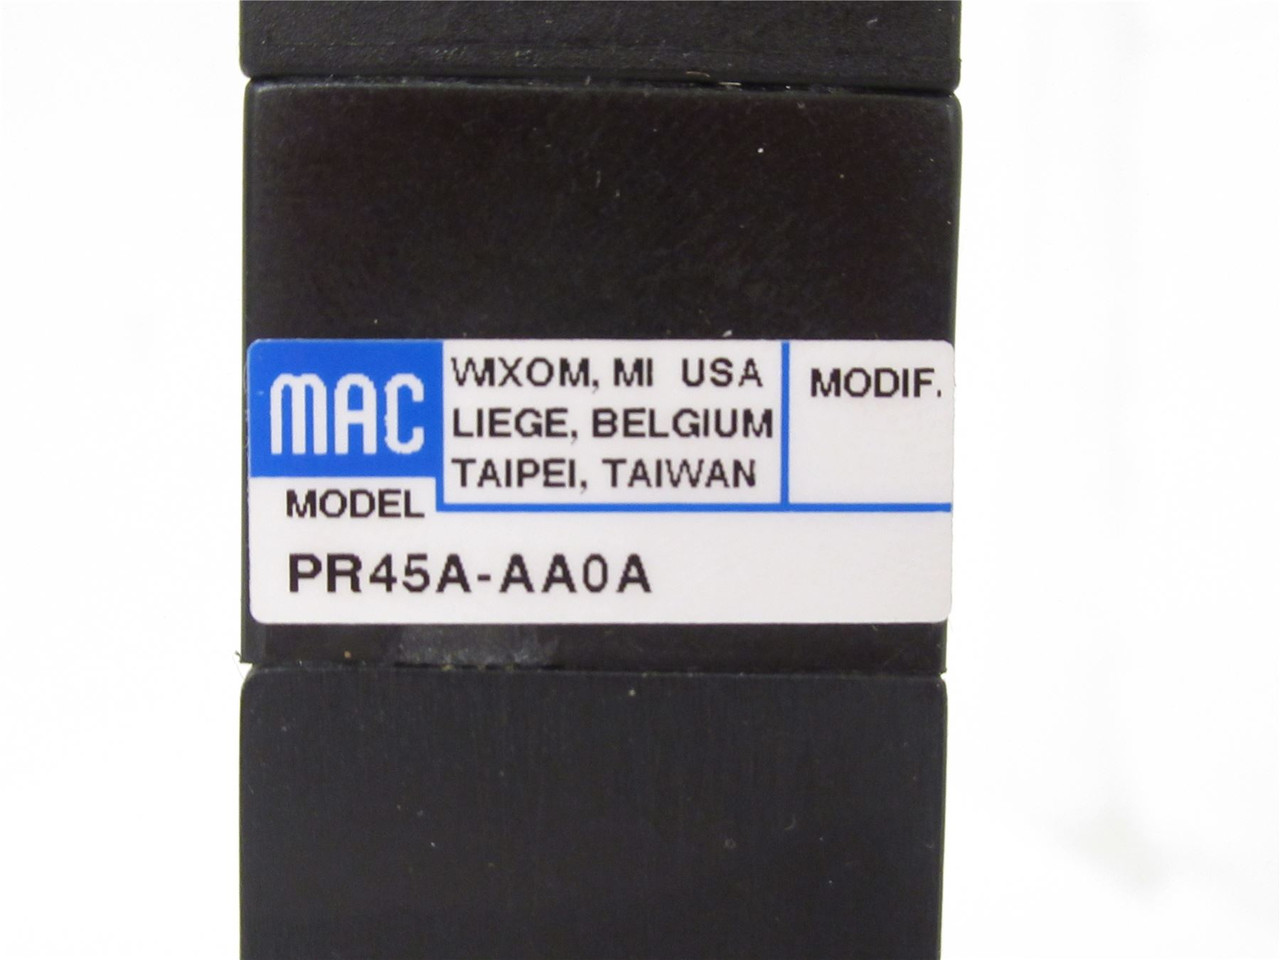 MAC
WIXOM, MI USA
LIEGE, BELGIUM
TAIPEI, TAIWAN
MODIF.
MODEL
PR45A-AA0A